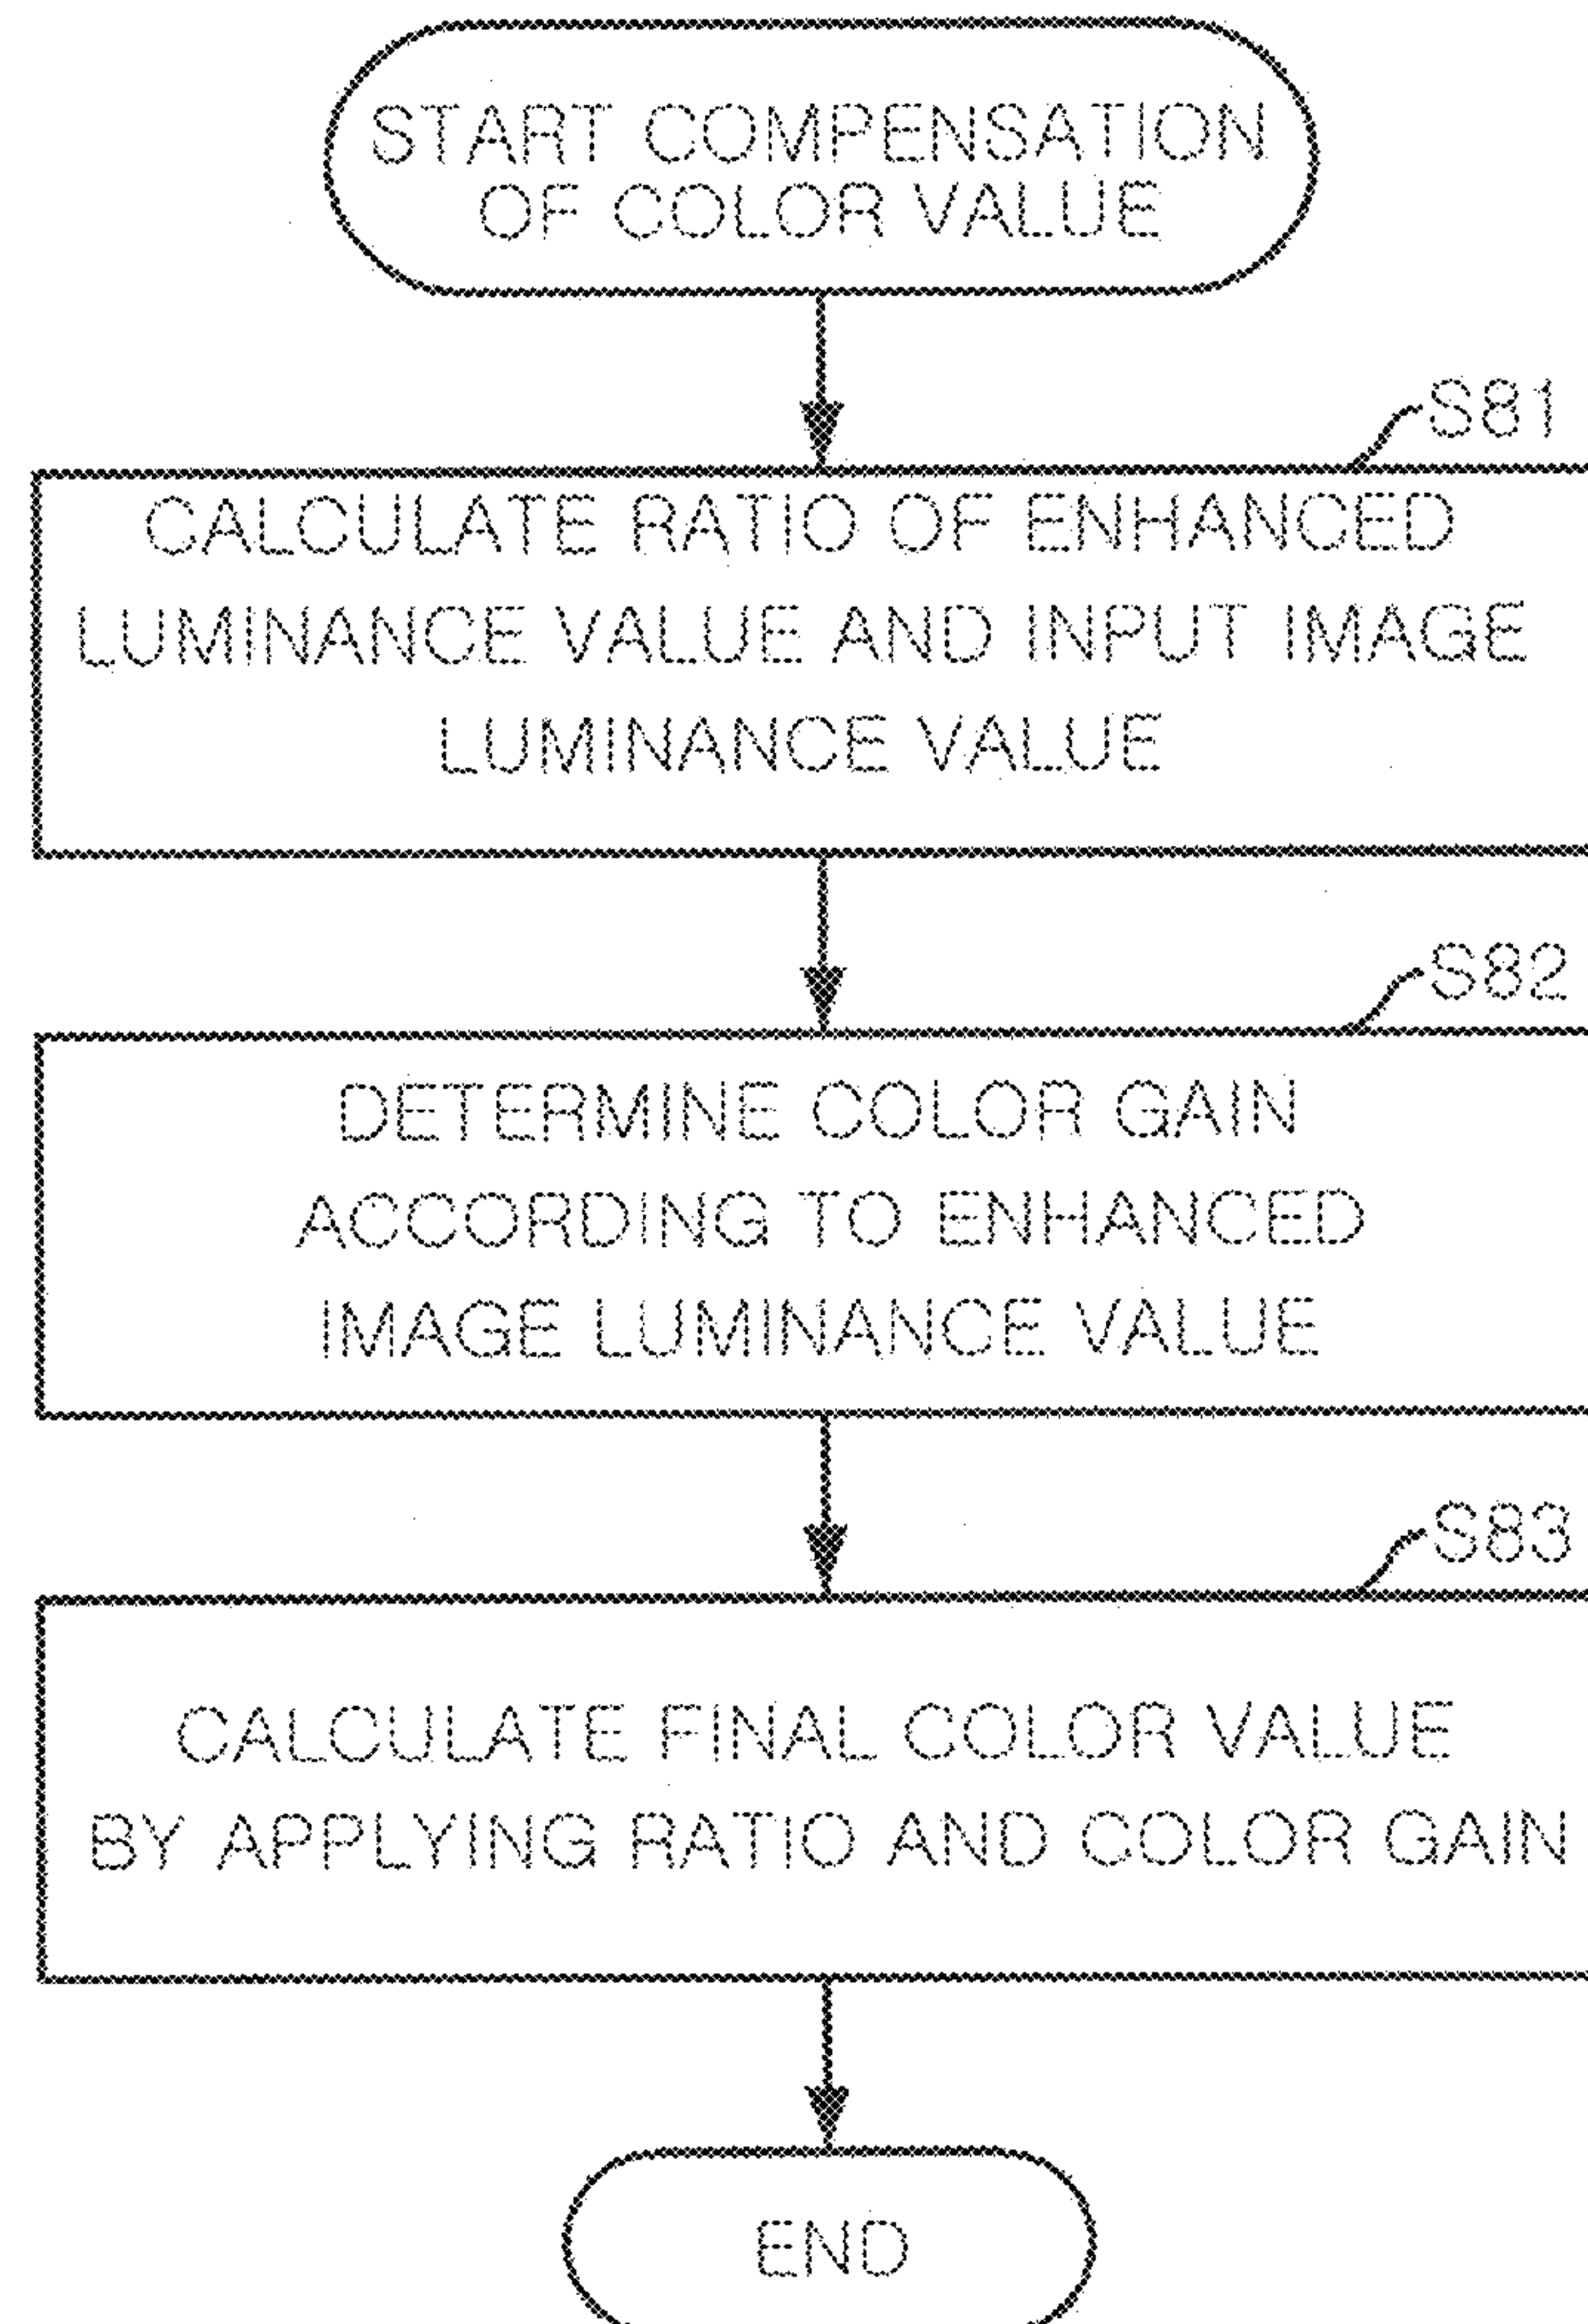 START COMPENSATION
OF COLOR VALUE
S81
CALCULATE RATIO OF ENHANCED
LUMINANCE VALUE AND INPUT IMAGE
LUMINANCE VALUE
S82
DETERMINE COLOR GAIN
ACCORDING TO ENHANCED
IMAGE LUMINANCE VALUE
S83
CALCULATE FINAL COLOR VALUE
BY APPLYING RATIO AND COLOR GAIN
END